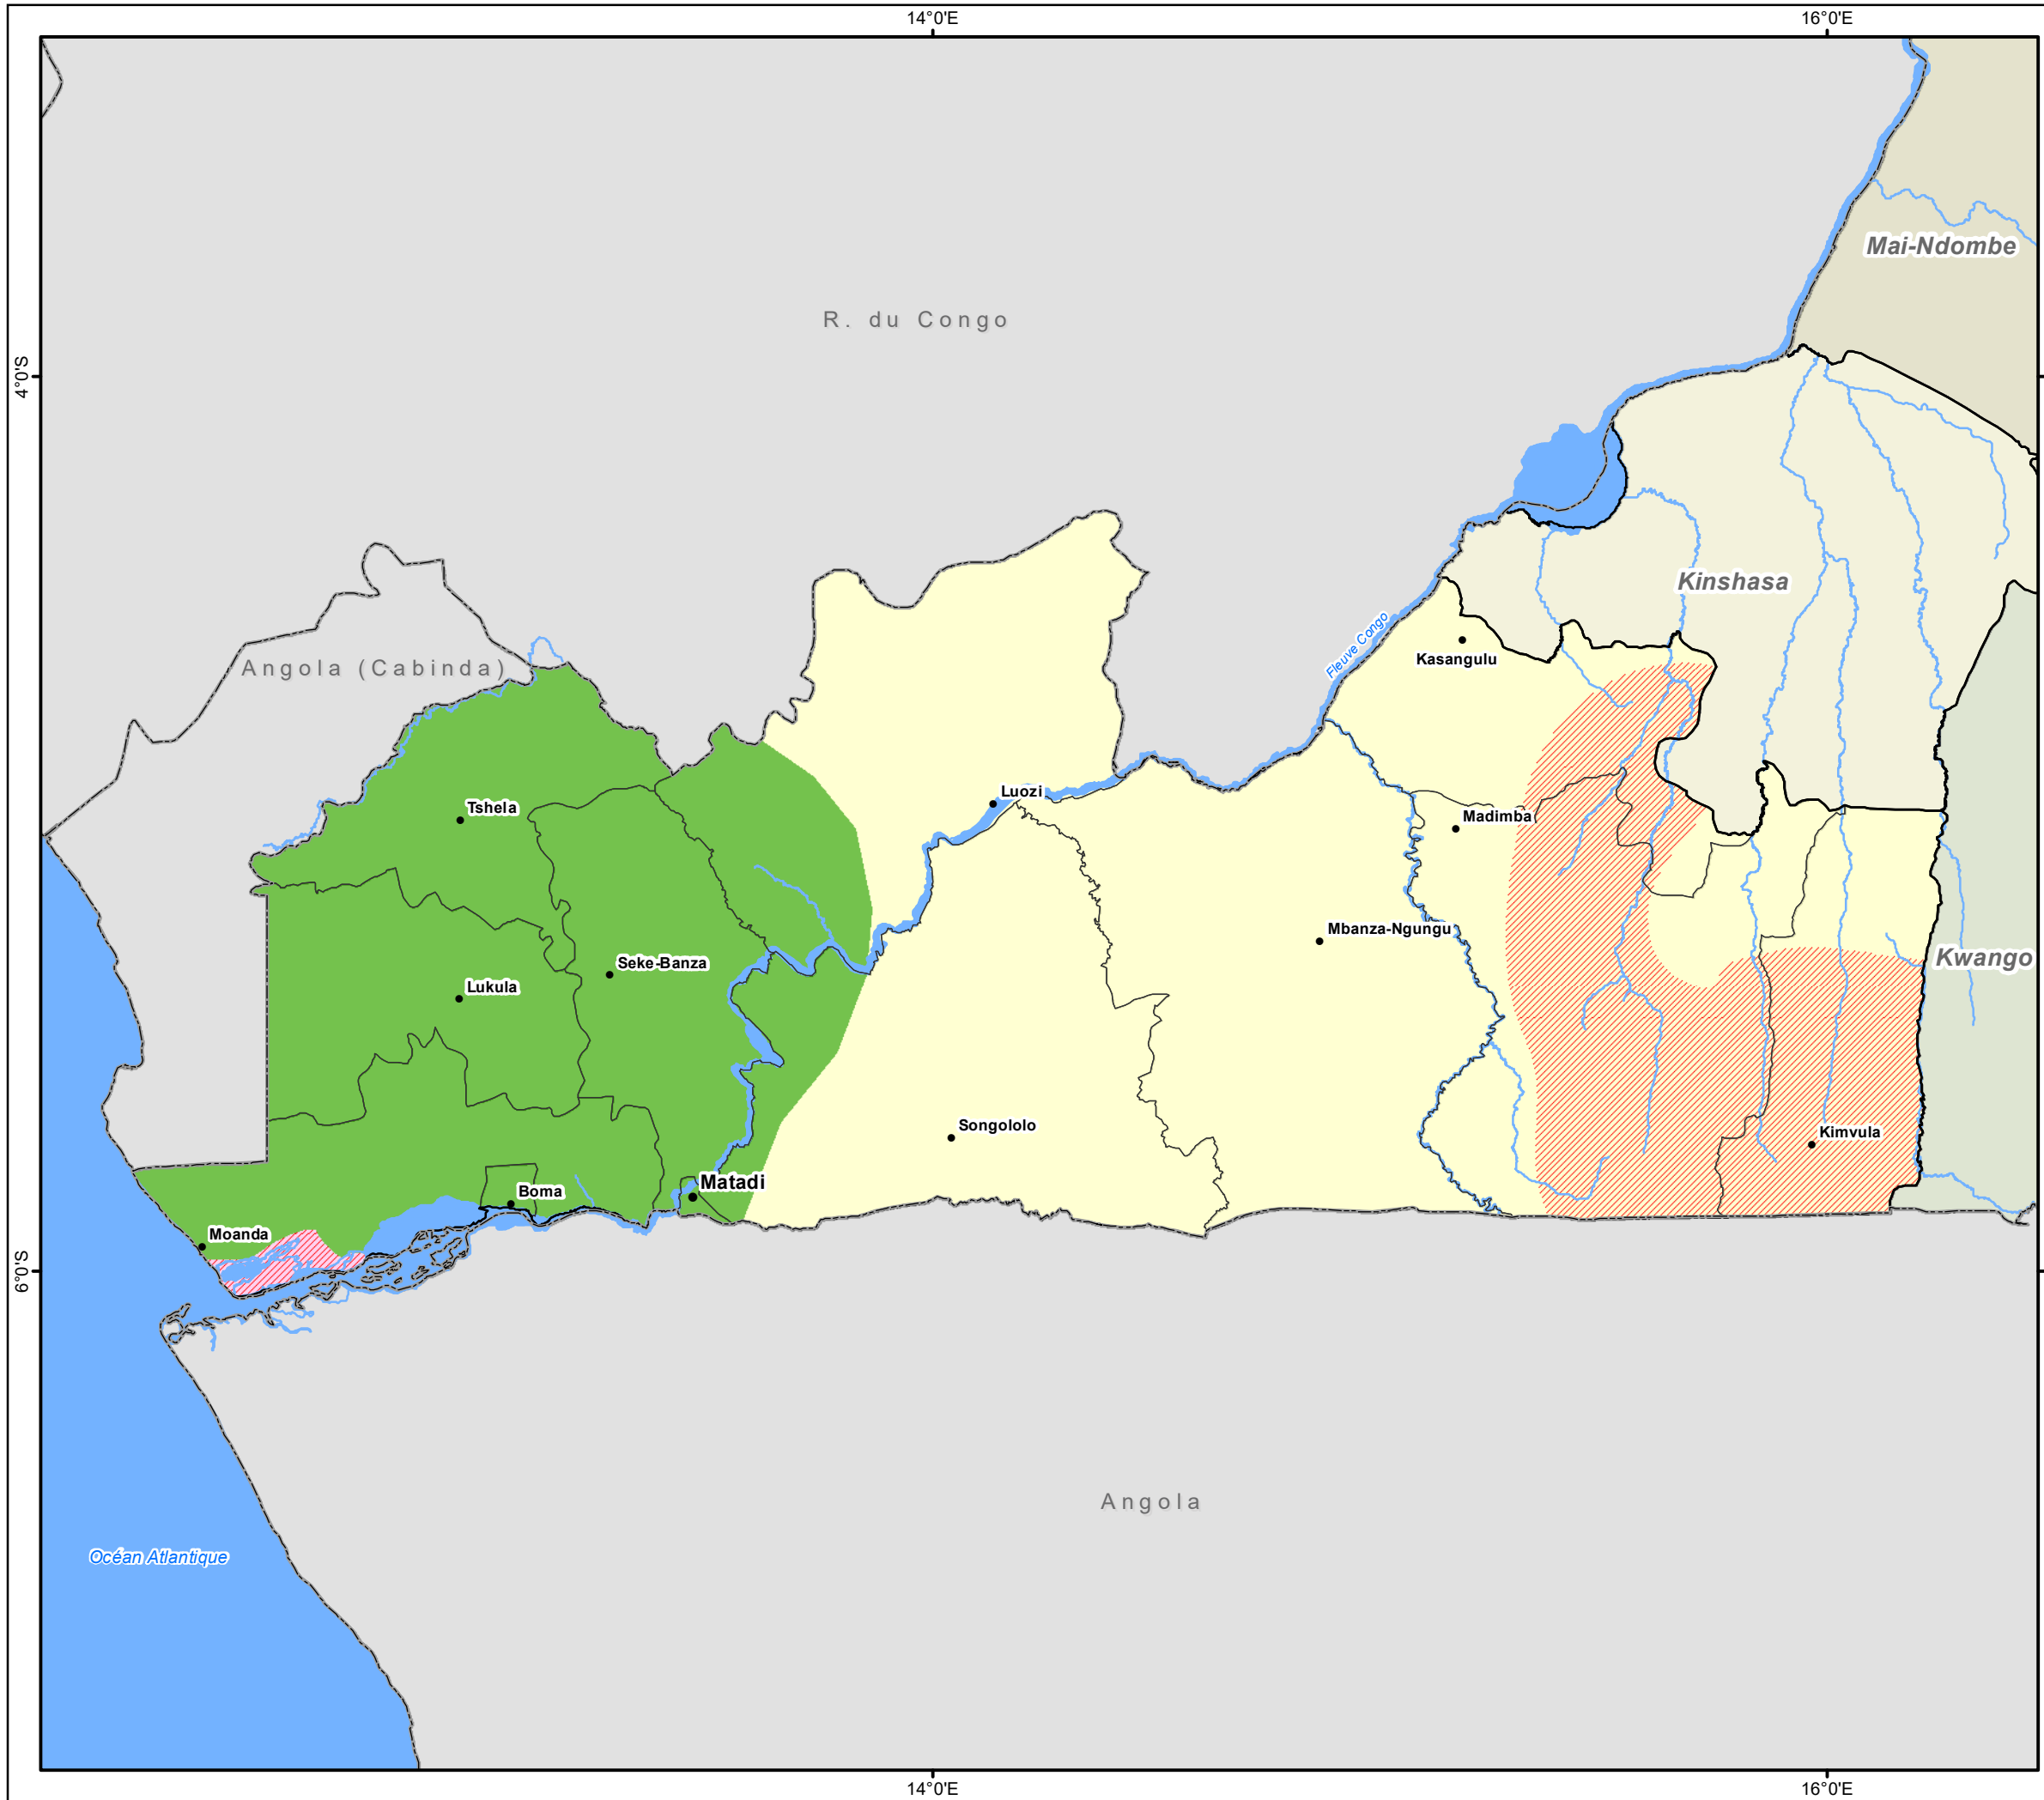 14°0'E
16°0'E
Mai-Ndombe
R. du Congo
4°0'S
Kinshasa
Fleuve Congo
Kasangulu
Angola (Cabinda)
Luozi
Tshela
Madimba
Mbanza-Ngungu
Kwango
Seke-Banza
Lukula
Songololo
Kimvula
Matadi
Boma
Moanda
6°0'S
Angola
Océan Atlantique
14°0'E
16°0'E